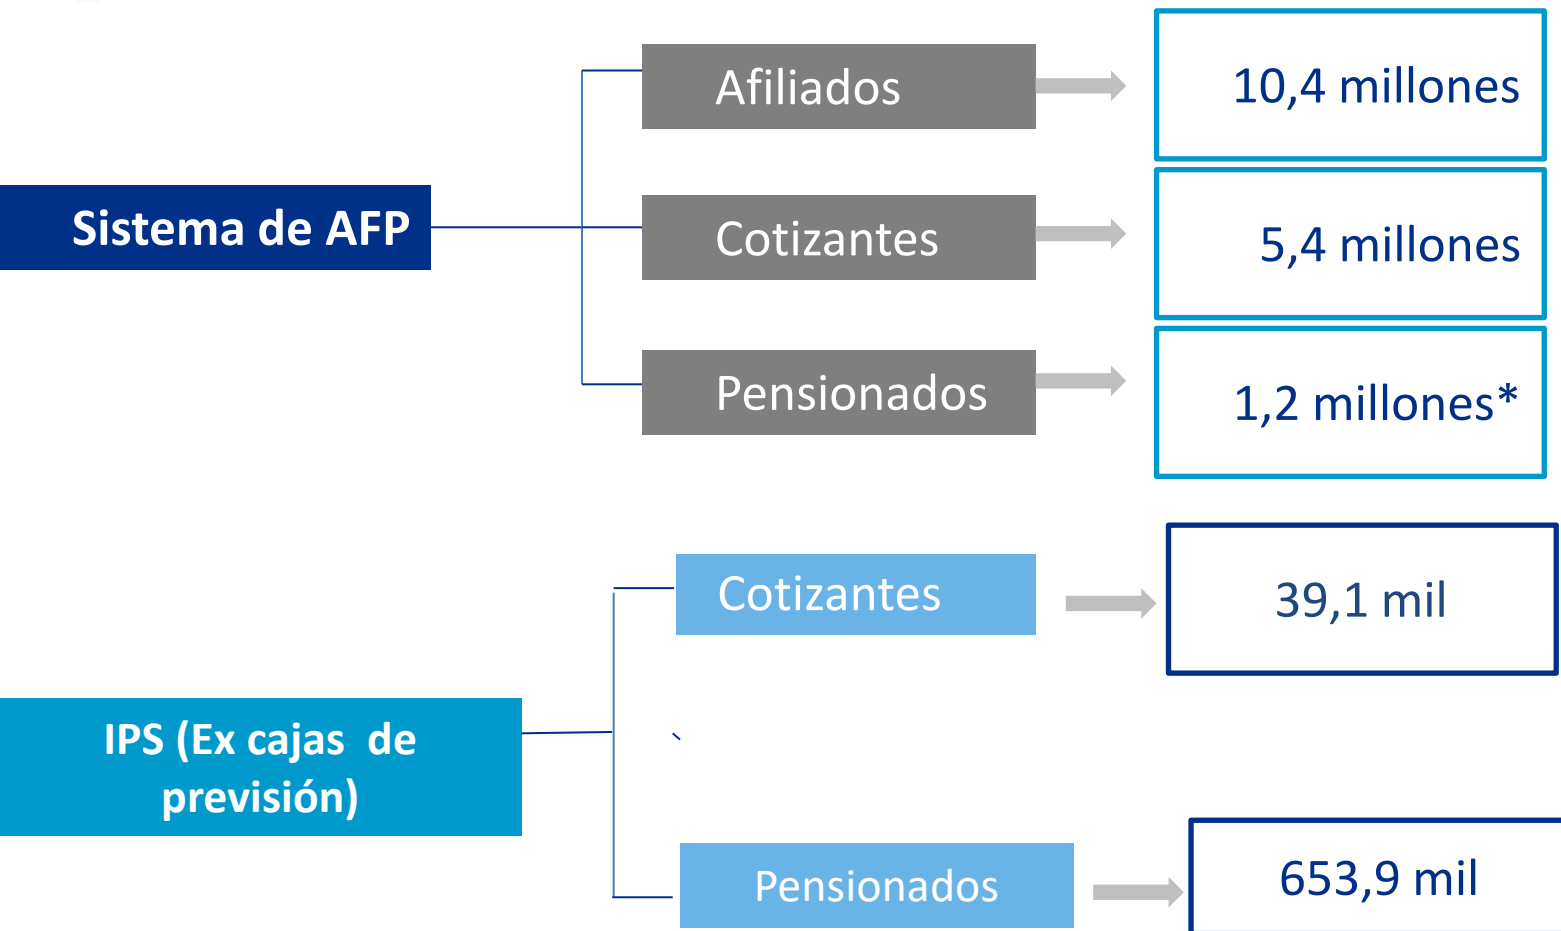 Afiliados
10,4 millones
Sistema de AFP
Cotizantes
5,4 millones
Pensionados
1,2 millones*
Cotizantes
39,1 mil
IPS (Ex cajas  de
previsión)
Pensionados
653,9 mil